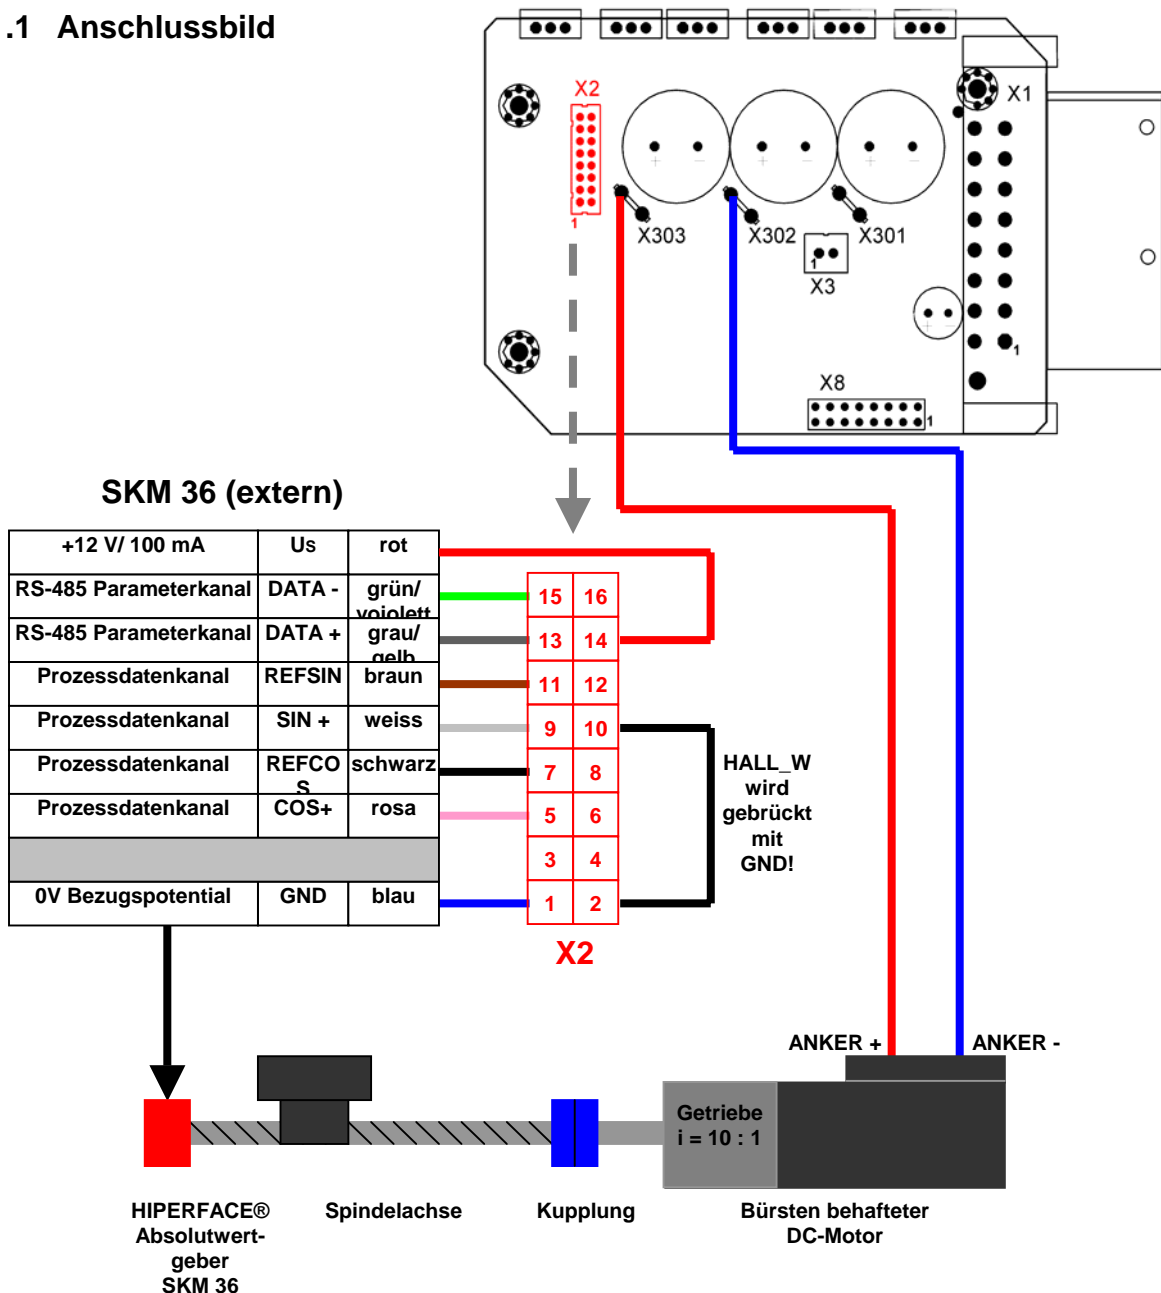 .1 Anschlussbild
X2
X1
1
X303
X302
X301
1
X3
1
X8
1
+ -
+ -
+ -
+ -
SKM 36 (extern)
+12 V/ 100 mA Us rot
RS-485 Parameterkanal DATA - grün/
voiolett
RS-485 Parameterkanal DATA + grau/
gelb
Prozessdatenkanal REFSIN braun
Prozessdatenkanal SIN + weiss
Prozessdatenkanal REFCO
S
schwarz
Prozessdatenkanal COS+ rosa
0V Bezugspotential GND blau
15 16
13 14
11 12
9 10
7 8
5 6
3 4
1 2
X2
HALL_W
wird
gebrückt
mit
GND!
ANKER +
ANKER -
Getriebe
i = 10 : 1
HIPERFACE®
Absolutwert-
geber
SKM 36
Spindelachse
Kupplung
Bürsten behafteter
DC-Motor